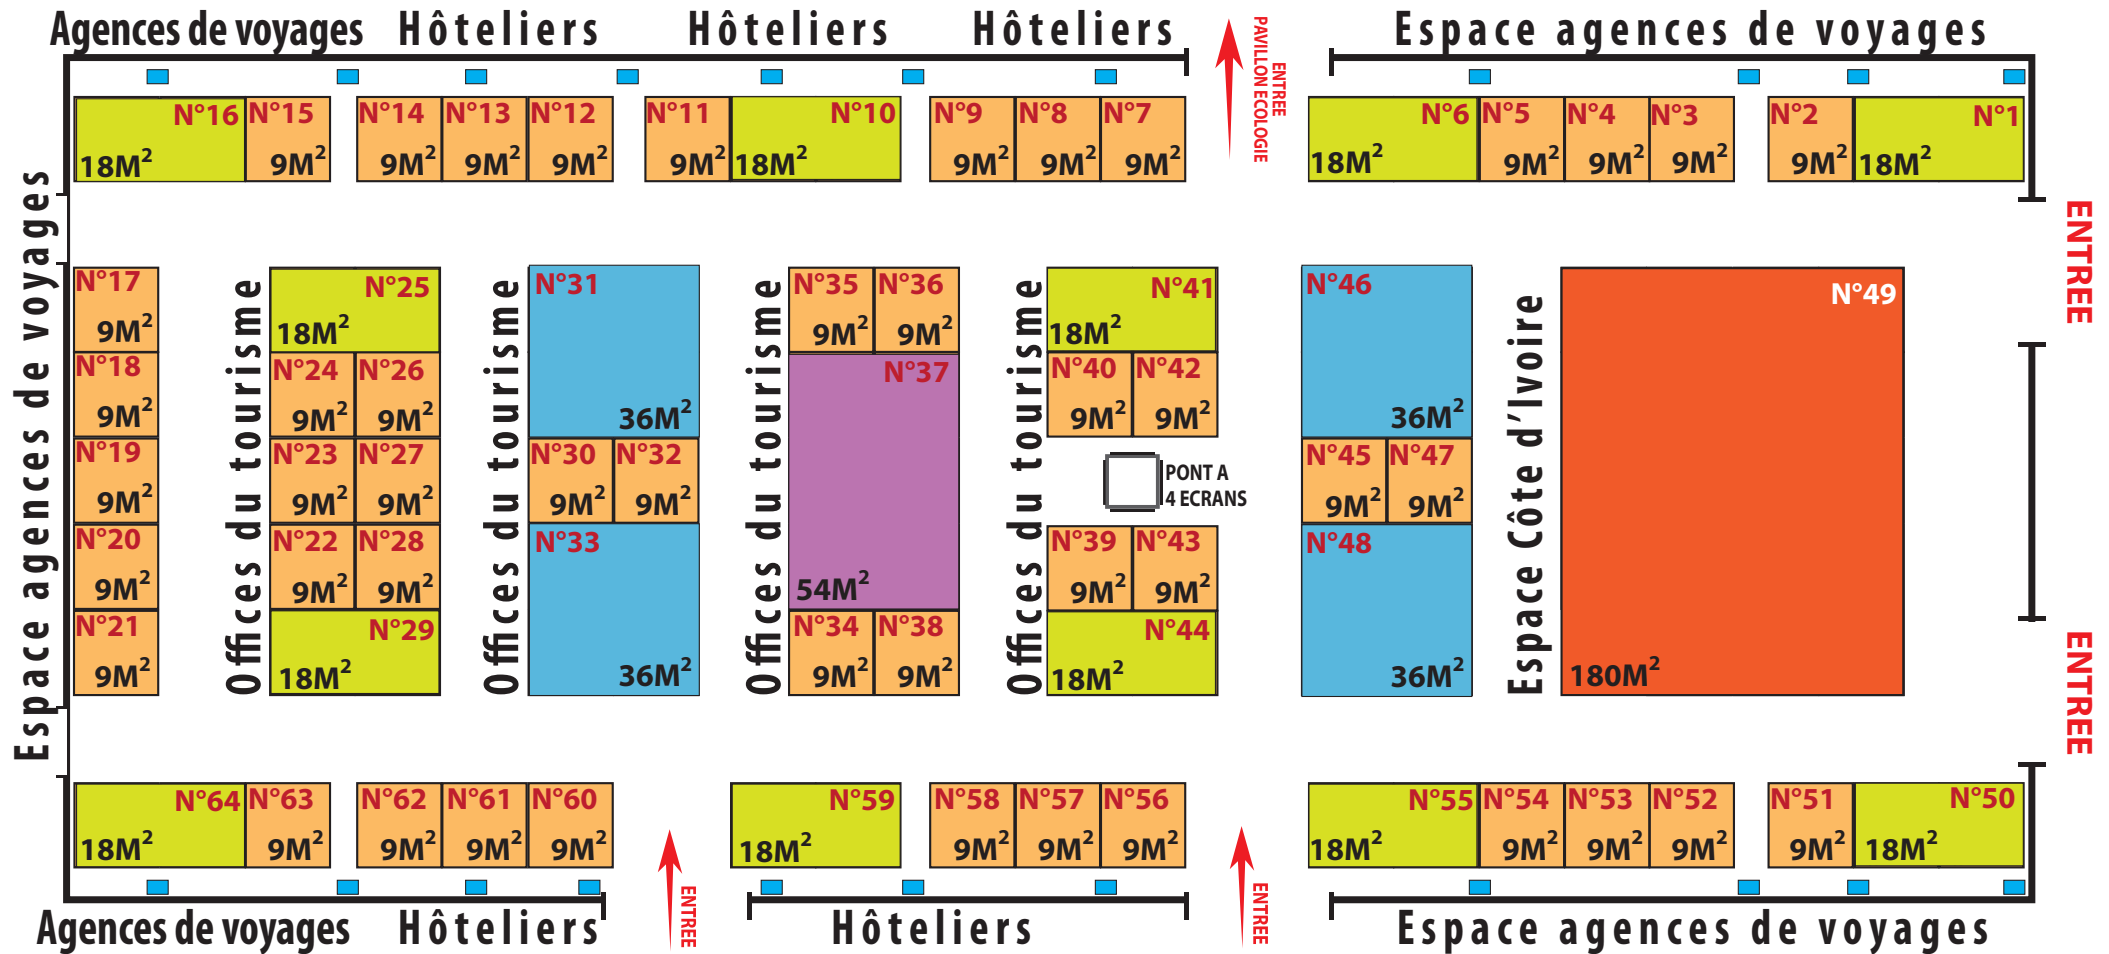 Agences de voyages Hôteliers Hôteliers Hôteliers Espace agences de voyages
ENTREE
PAVILLON ECOLOGIE
N°16 N°15 N°14 N°13 N°12 N°11 N°10 N°9 N°8 N°7 N°6 N°5 N°4 N°3 N°2 N°1
18M² 9M² 9M² 9M² 9M² 9M² 18M² 9M² 9M² 9M² 18M² 9M² 9M² 9M² 9M² 18M²
ENTREE
Espace agences de voyages
N°17
9M²
N°18
9M²
N°19
9M²
N°20
9M²
N°21
9M²
Offices du tourisme
N°25
18M²
N°24 N°26
9M² 9M²
N°23 N°27
9M² 9M²
N°22 N°28
9M² 9M²
N°29
18M²
Offices du tourisme
N°31
36M²
N°30 N°32
9M² 9M²
N°33
36M²
Offices du tourisme
N°35 N°36
9M² 9M²
N°37
54M²
N°34 N°38
9M² 9M²
Offices du tourisme
N°41
18M²
N°40 N°42
9M² 9M²
PONT A
4 ECRANS
N°39 N°43
9M² 9M²
N°44
18M²
N°46
36M²
N°45 N°47
9M² 9M²
N°48
36M²
Espace Côte d'Ivoire
N°49
180M²
ENTREE
N°64 N°63 N°62 N°61 N°60 N°59 N°58 N°57 N°56 N°55 N°54 N°53 N°52 N°51 N°50
18M² 9M² 9M² 9M² 9M² 18M² 9M² 9M² 9M² 18M² 9M² 9M² 9M² 9M² 18M²
ENTREE
ENTREE
Agences de voyages Hôteliers Hôteliers Espace agences de voyages